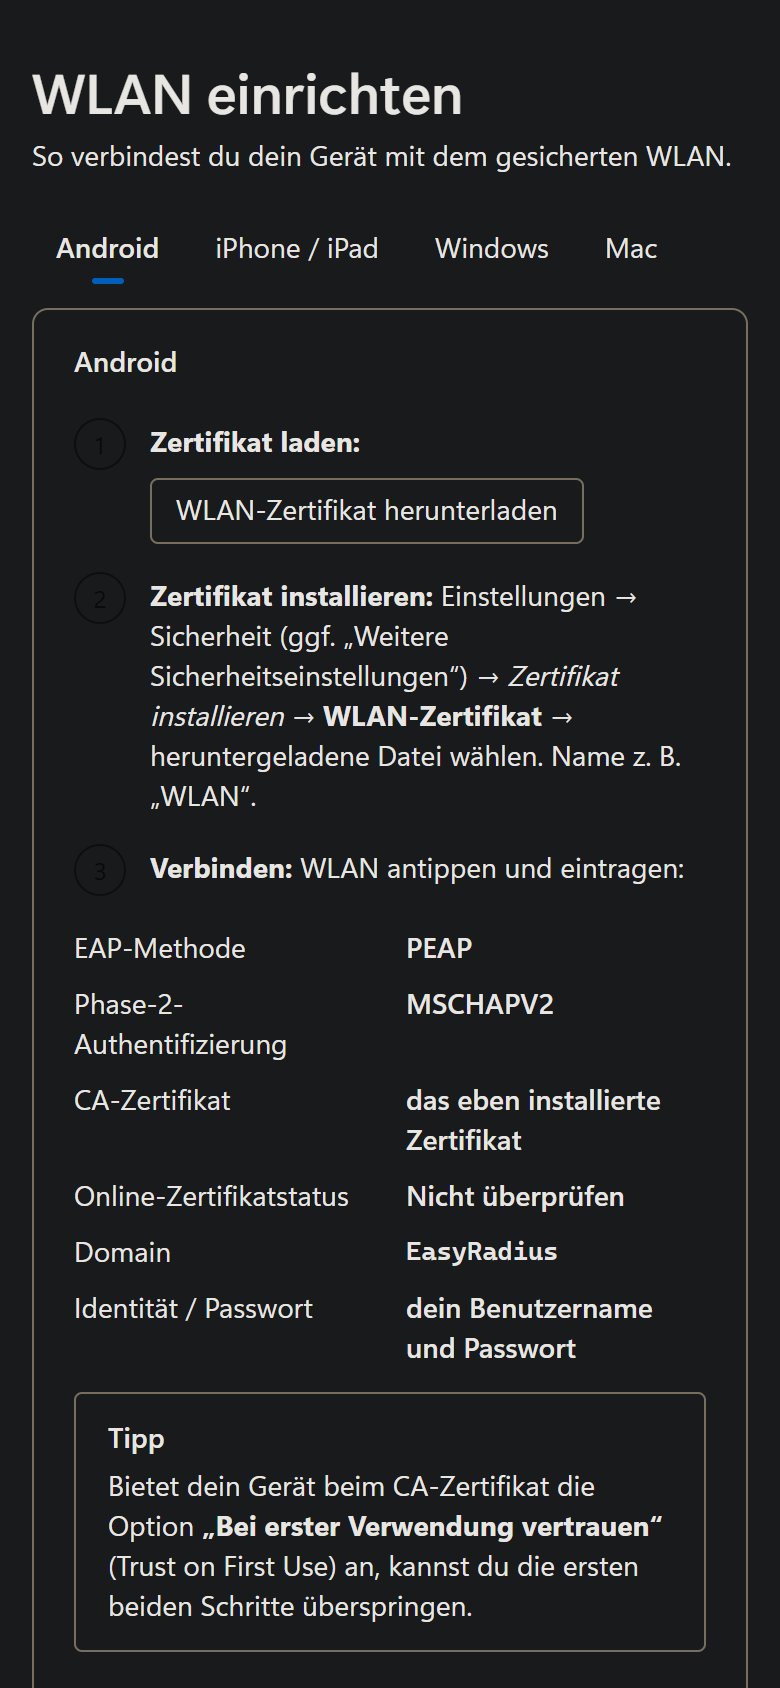 WLAN einrichten
So verbindest du dein Gerät mit dem gesicherten WLAN.
Android iPhone / iPad Windows Mac
Android
1 Zertifikat laden:
WLAN-Zertifikat herunterladen
2 Zertifikat installieren: Einstellungen →
Sicherheit (ggf. „Weitere
Sicherheitseinstellungen“) → Zertifikat
installieren → WLAN-Zertifikat →
heruntergeladene Datei wählen. Name z. B.
„WLAN“.
3 Verbinden: WLAN antippen und eintragen:
EAP-Methode PEAP
Phase-2- MSCHAPV2
Authentifizierung
CA-Zertifikat das eben installierte
Zertifikat
Online-Zertifikatstatus Nicht überprüfen
Domain EasyRadius
Identität / Passwort dein Benutzername
und Passwort
Tipp
Bietet dein Gerät beim CA-Zertifikat die
Option „Bei erster Verwendung vertrauen“
(Trust on First Use) an, kannst du die ersten
beiden Schritte überspringen.